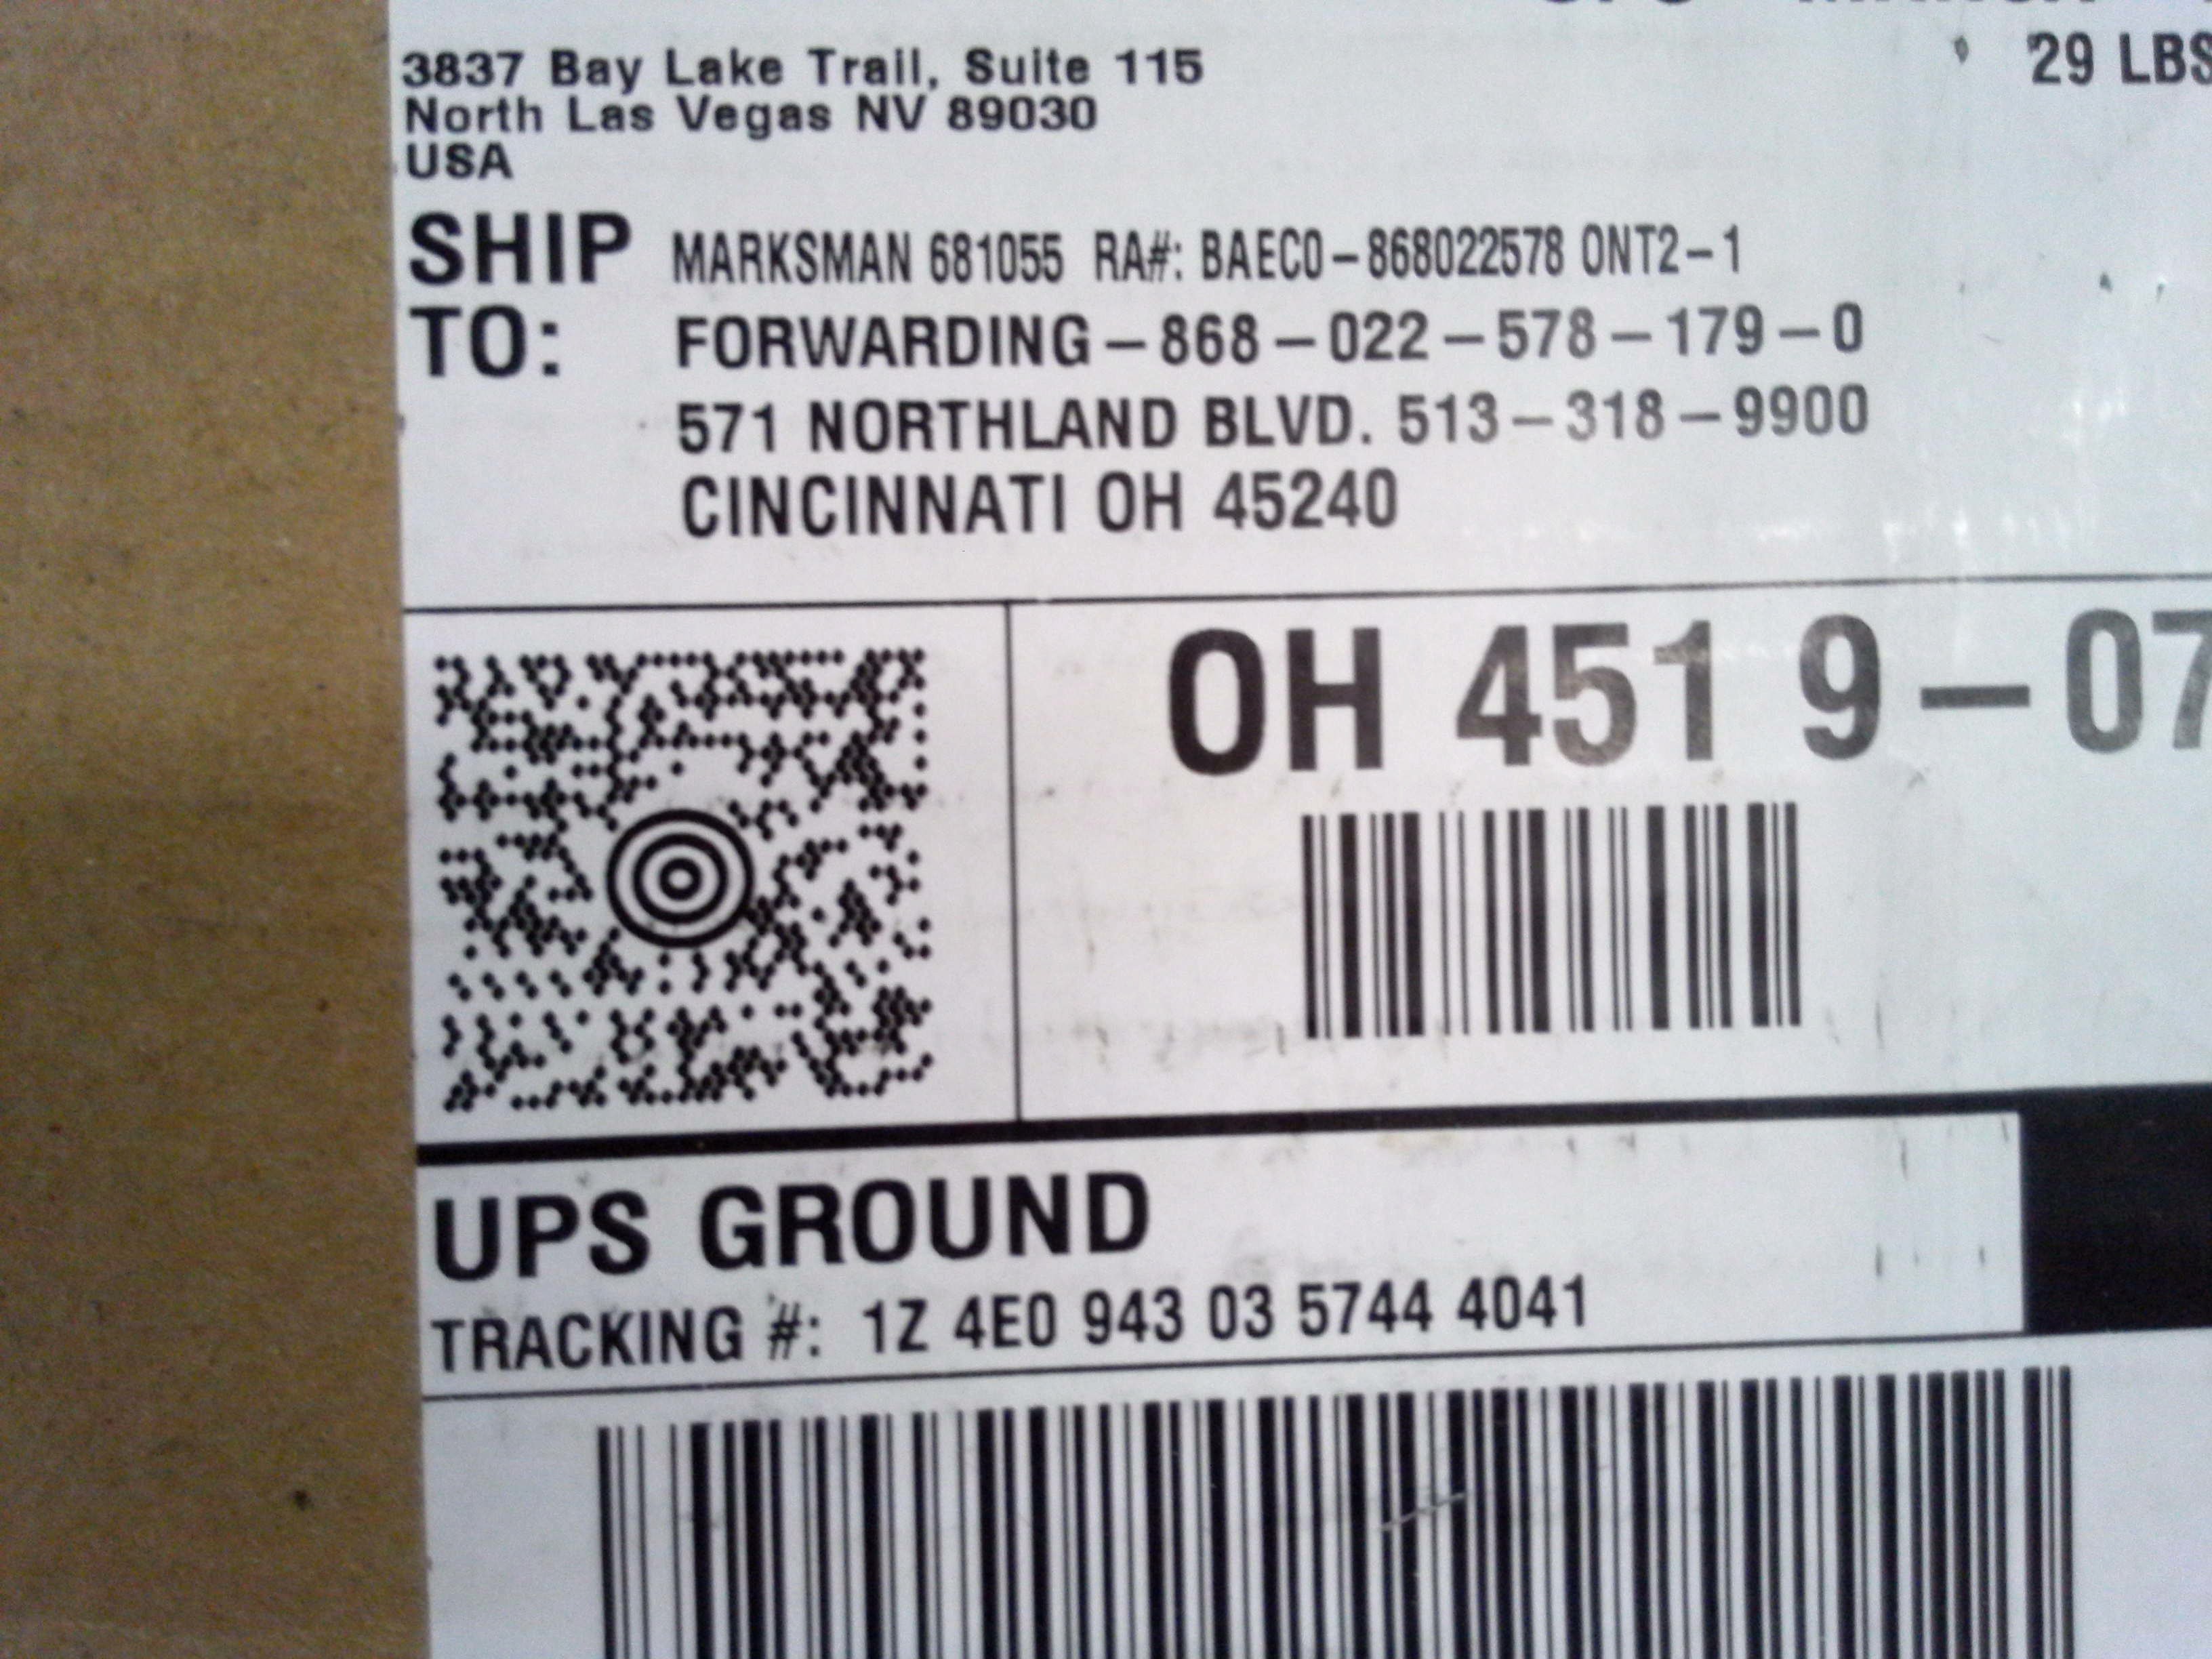 3837 Bay Lake Trail, Suite 115
29 LBS
North Las Vegas NV 89030
USA
SHIP TO:
MARKSMAN 681055 RA#: BAEC0-868022578 ONT2-1
FORWARDING-868-022-578-179-0
571 NORTHLAND BLVD. 513-318-9900
CINCINNATI OH 45240
OH 451 9-07
UPS GROUND
TRACKING #: 1Z 4E0 943 03 5744 4041